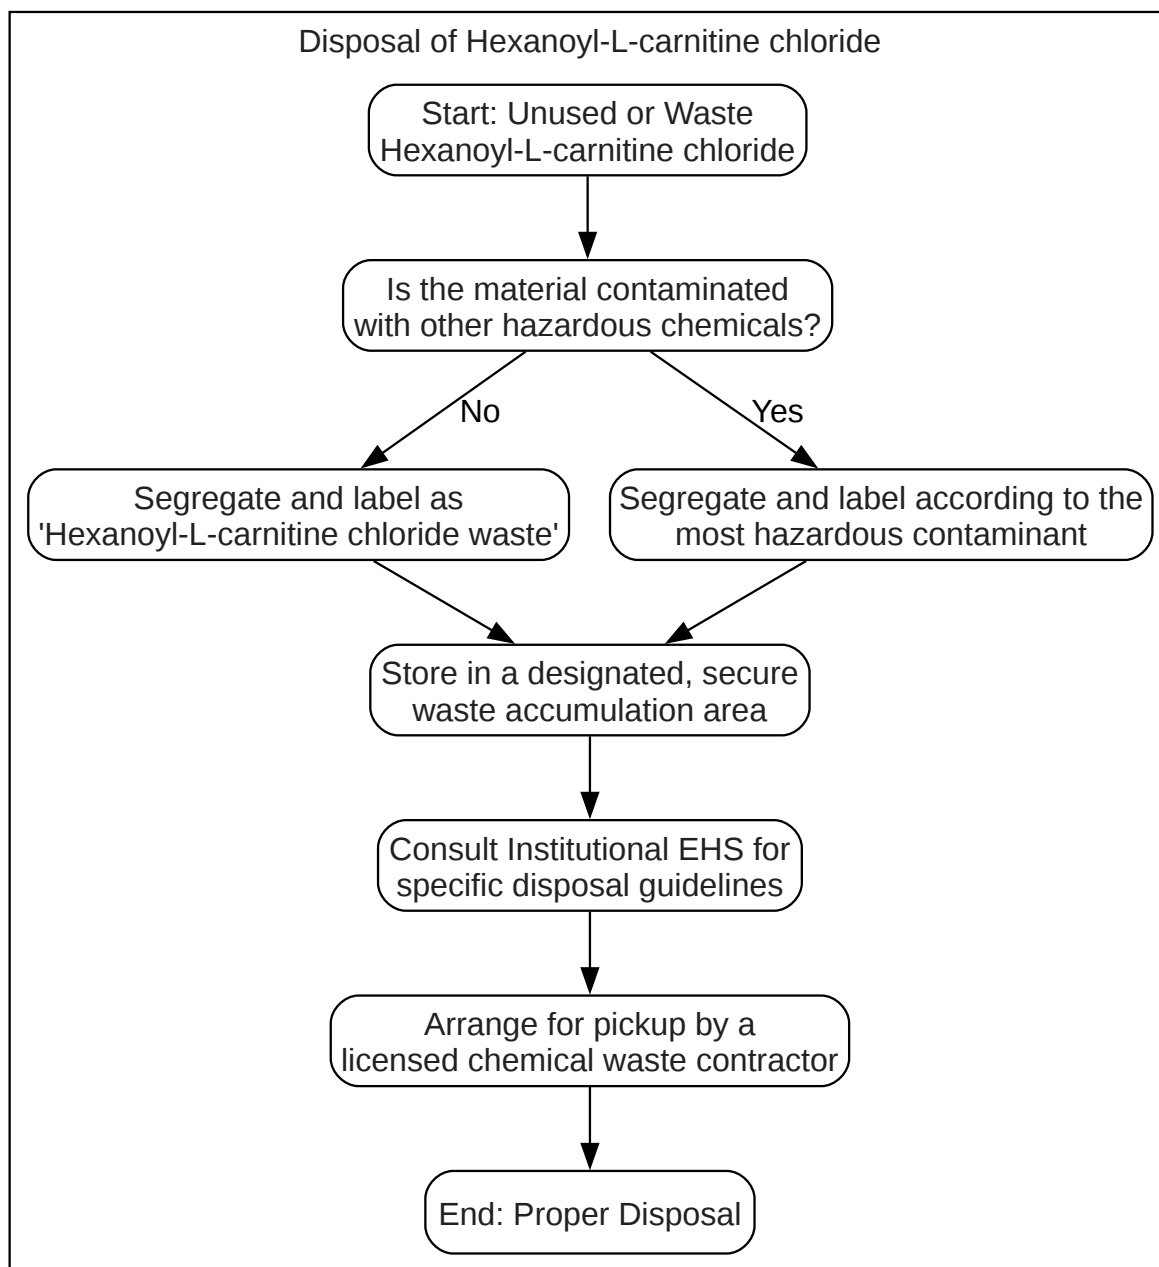 Disposal of Hexanoyl-L-carnitine chloride
Start: Unused or Waste
Hexanoyl-L-carnitine chloride
Is the material contaminated
with other hazardous chemicals?
No
Yes
Segregate and label as
'Hexanoyl-L-carnitine chloride waste'
Segregate and label according to the
most hazardous contaminant
Store in a designated, secure
waste accumulation area
Consult Institutional EHS for
specific disposal guidelines
Arrange for pickup by a
licensed chemical waste contractor
End: Proper Disposal